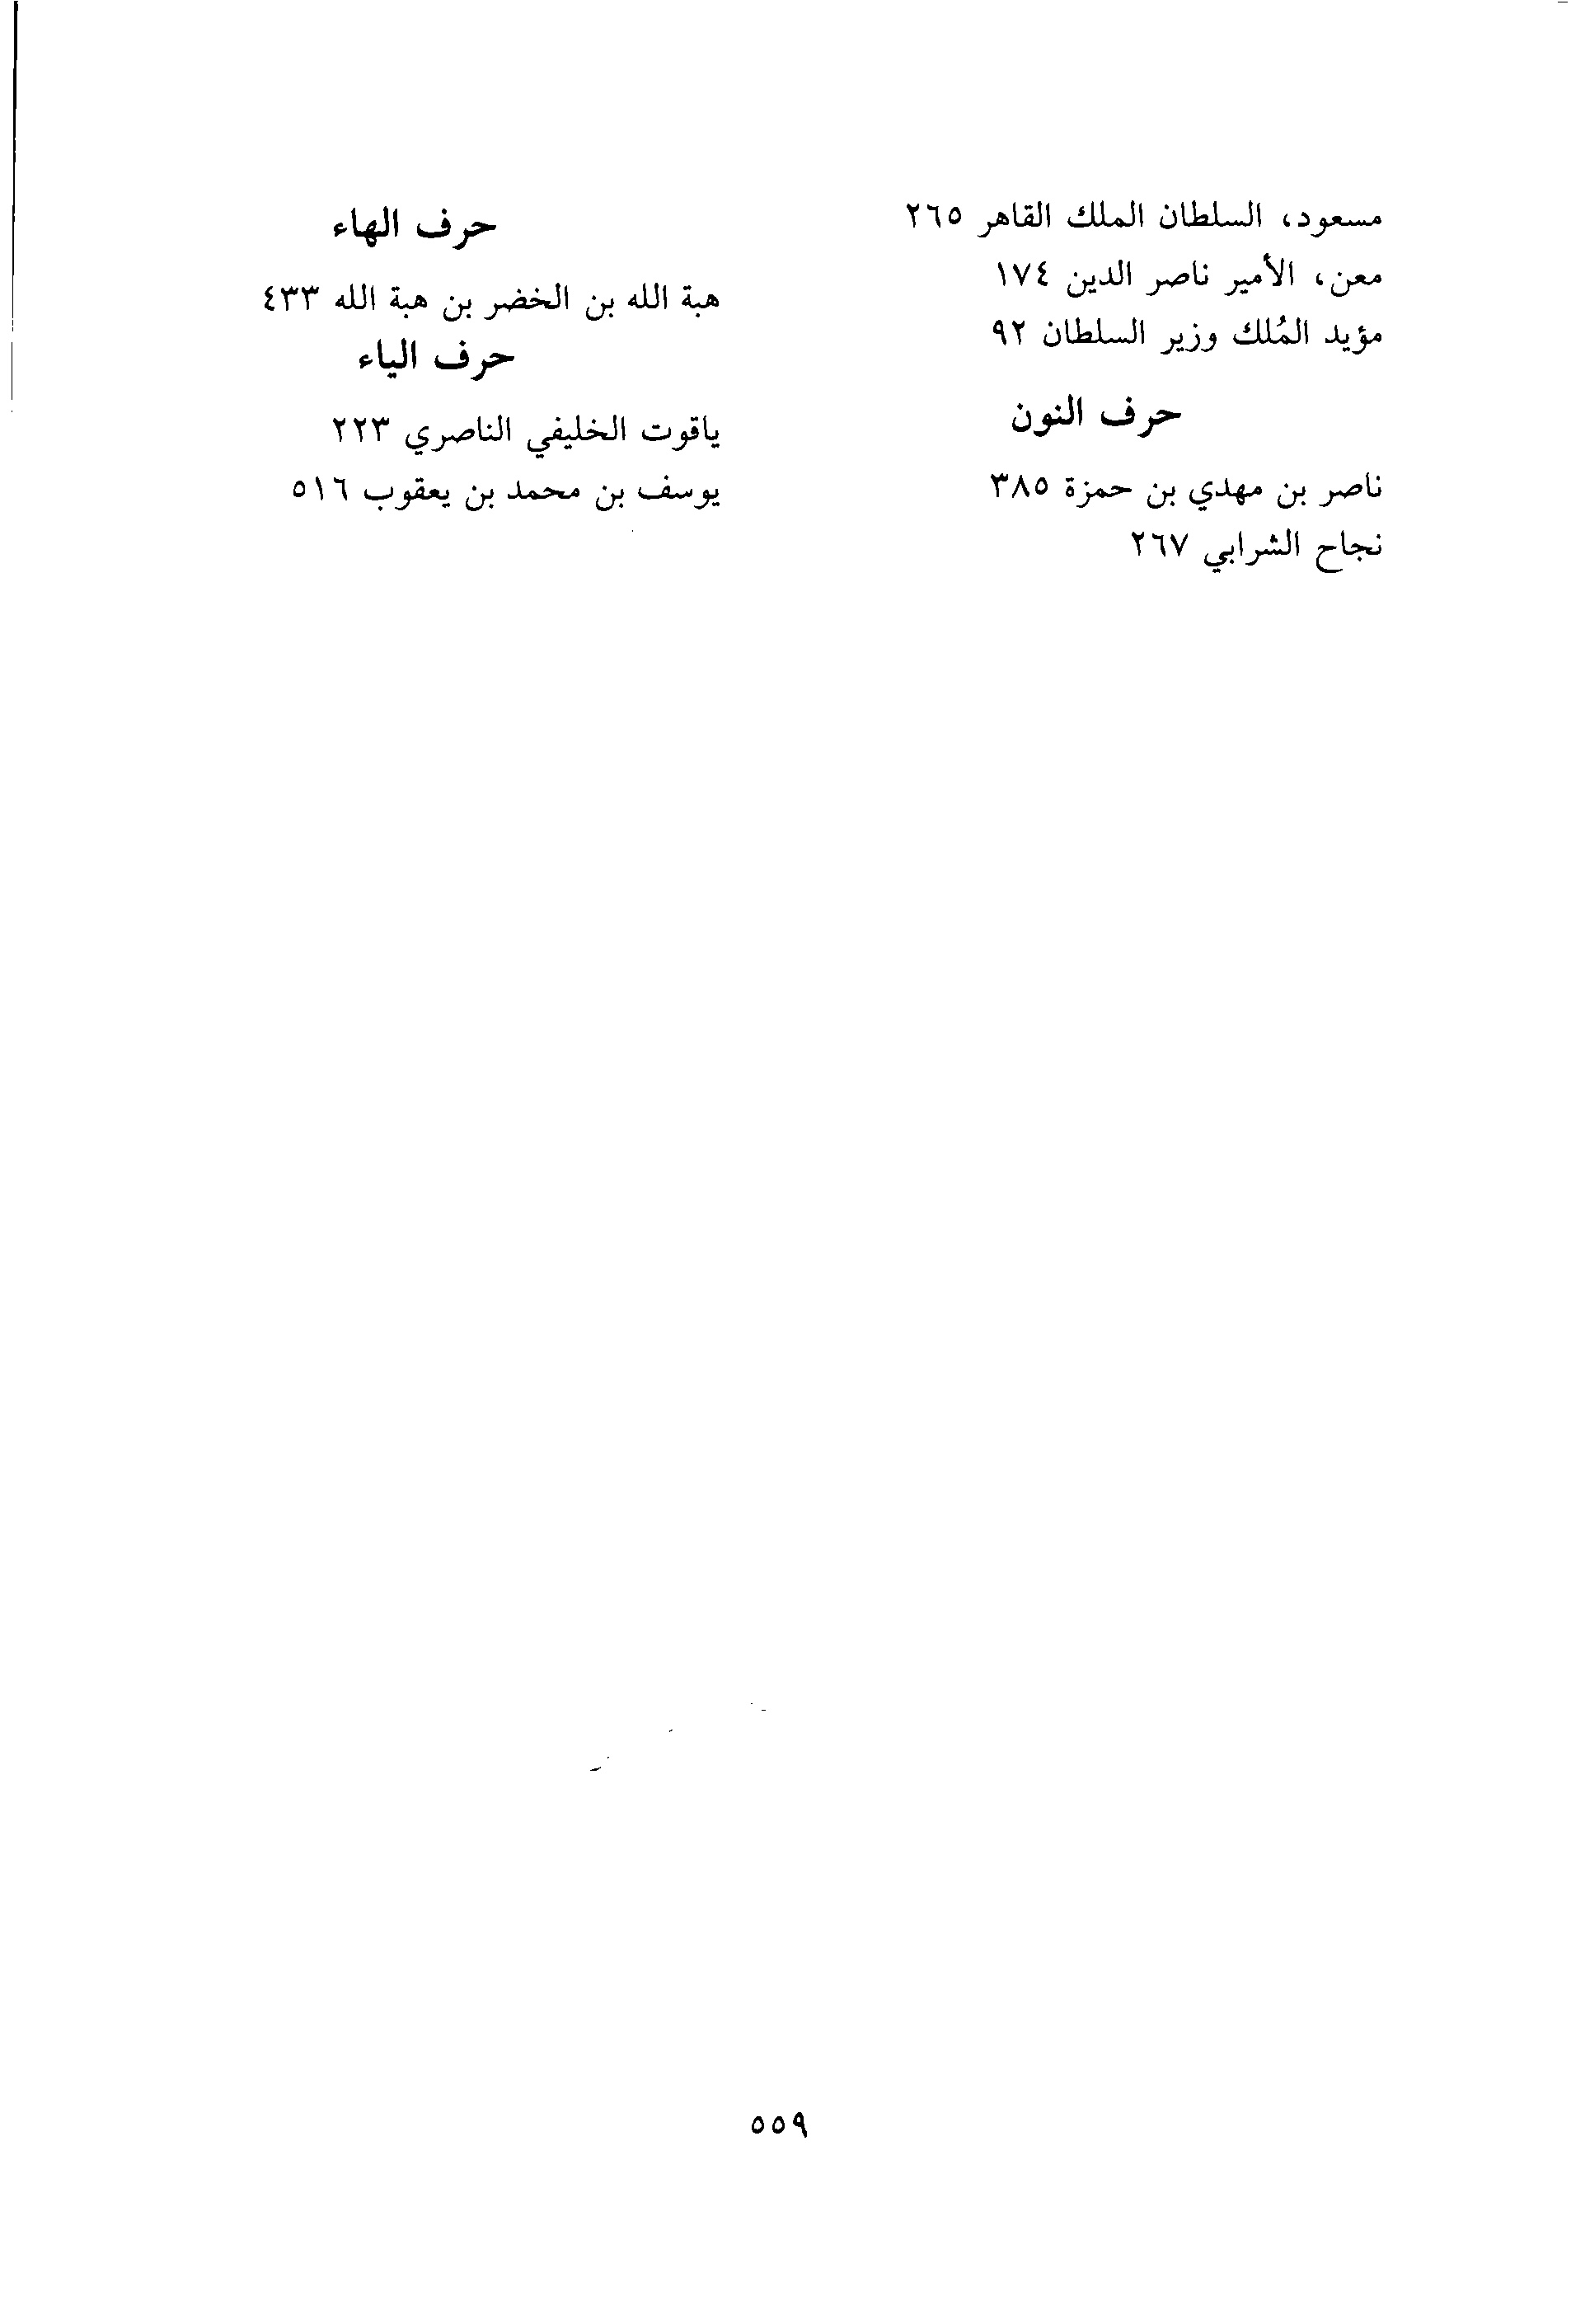 مسعود، السلطان الملك القاهر ٢٦٥
معن، الأمير ناصر الدين ١٧٤
مؤيد المُلك وزير السلطان ٩٢
حرف النون
ناصر بن مهدي بن حمزة ٣٨٥
نجاح الشرابي ٢٦٧
حرف الهاء
هبة الله بن الخضر بن هبة الله ٤٣٣
حرف الياء
ياقوت الخليفي الناصري ٢٢٣
يوسف بن محمد بن يعقوب ٥١٦
٥٥٩